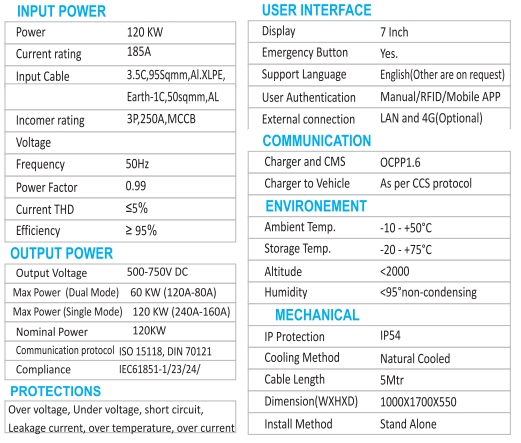 INPUT POWER
Power 120 KW
Current rating 185A
Input Cable 3.5C,95Sqmm,Al.XLPE,
Earth-1C,50sqmm,AL
Incomer rating 3P,250A,MCCB
Voltage
Frequency 50Hz
Power Factor 0.99
Current THD ≤5%
Efficiency ≥ 95%
OUTPUT POWER
Output Voltage 500-750V DC
Max Power (Dual Mode) 60 KW (120A-80A)
Max Power (Single Mode) 120 KW (240A-160A)
Nominal Power 120KW
Communication protocol ISO 15118, DIN 70121
Compliance IEC61851-1/23/24/
PROTECTIONS
Over voltage, Under voltage, short circuit,
Leakage current, over temperature, over current
USER INTERFACE
Display 7 Inch
Emergency Button Yes.
Support Language English(Other are on request)
User Authentication Manual/RFID/Mobile APP
External connection LAN and 4G(Optional)
COMMUNICATION
Charger and CMS OCPP1.6
Charger to Vehicle As per CCS protocol
ENVIRONEMENT
Ambient Temp. -10 - +50°C
Storage Temp. -20 - +75°C
Altitude <2000
Humidity <95°non-condensing
MECHANICAL
IP Protection IP54
Cooling Method Natural Cooled
Cable Length 5Mtr
Dimension(WXHXD) 1000X1700X550
Install Method Stand Alone